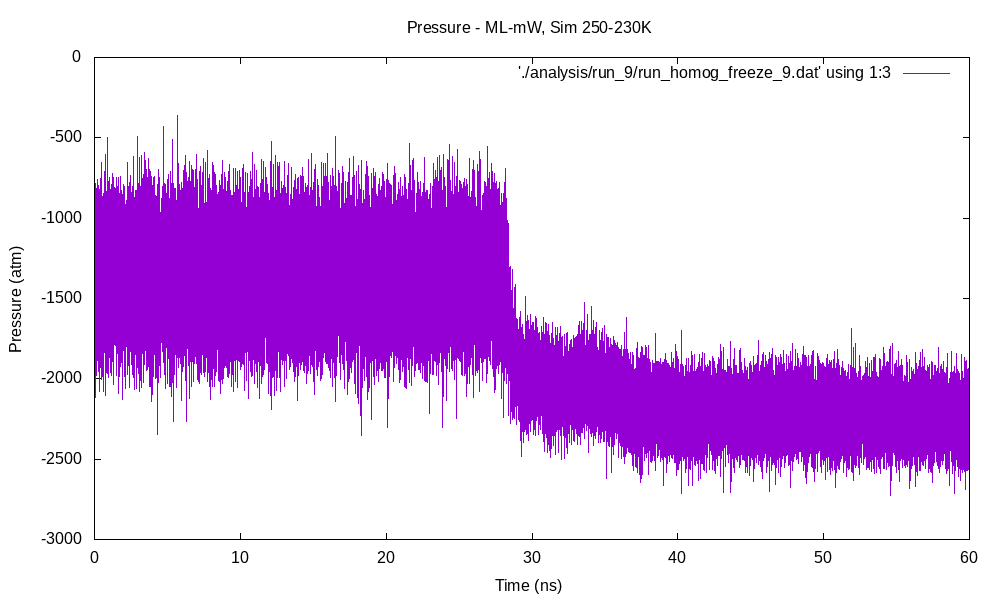 Pressure - ML-mW, Sim 250-230K
'./analysis/run_9/run_homog_freeze_9.dat' using 1:3
0
-500
-1000
-1500
-2000
-2500
-3000
Pressure (atm)
0 10 20 30 40 50 60
Time (ns)